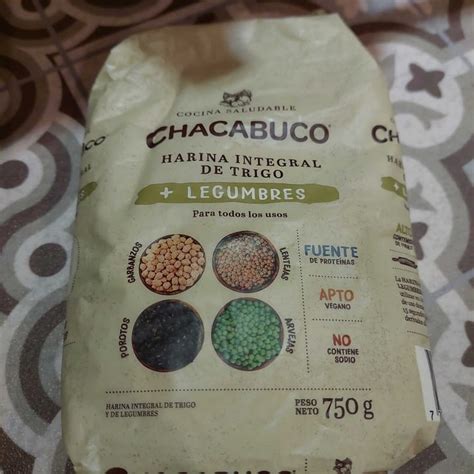 COCINA SALUDABLE
CHACABUCO
HARINA INTEGRAL
DE TRIGO
+ LEGUMBRES
Para todos los usos
GARBANZOS
LENTEJAS
POROTOS
ARVEJAS
FUENTE
DE PROTEÍNAS
APTO
VEGANO
NO
CONTIENE
SODIO
HARINA INTEGRAL DE TRIGO
Y DE LEGUMBRES
PESO
NETO 750 g